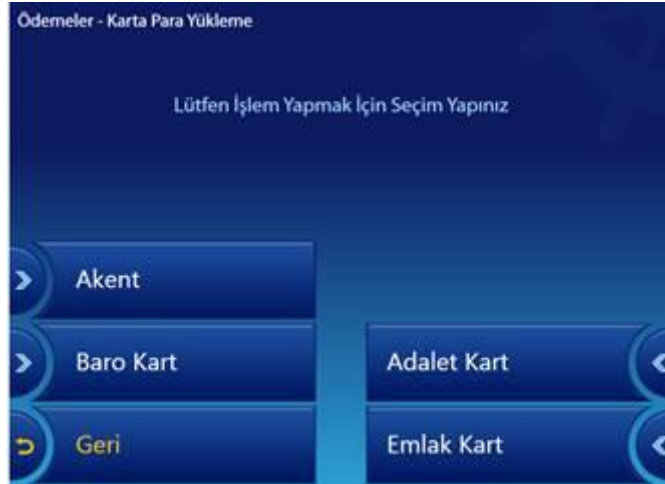 Ödemeler - Karta Para Yükleme
Lütfen İşlem Yapmak İçin Seçim Yapınız
Akent
Baro Kart
Adalet Kart
Geri
Emlak Kart